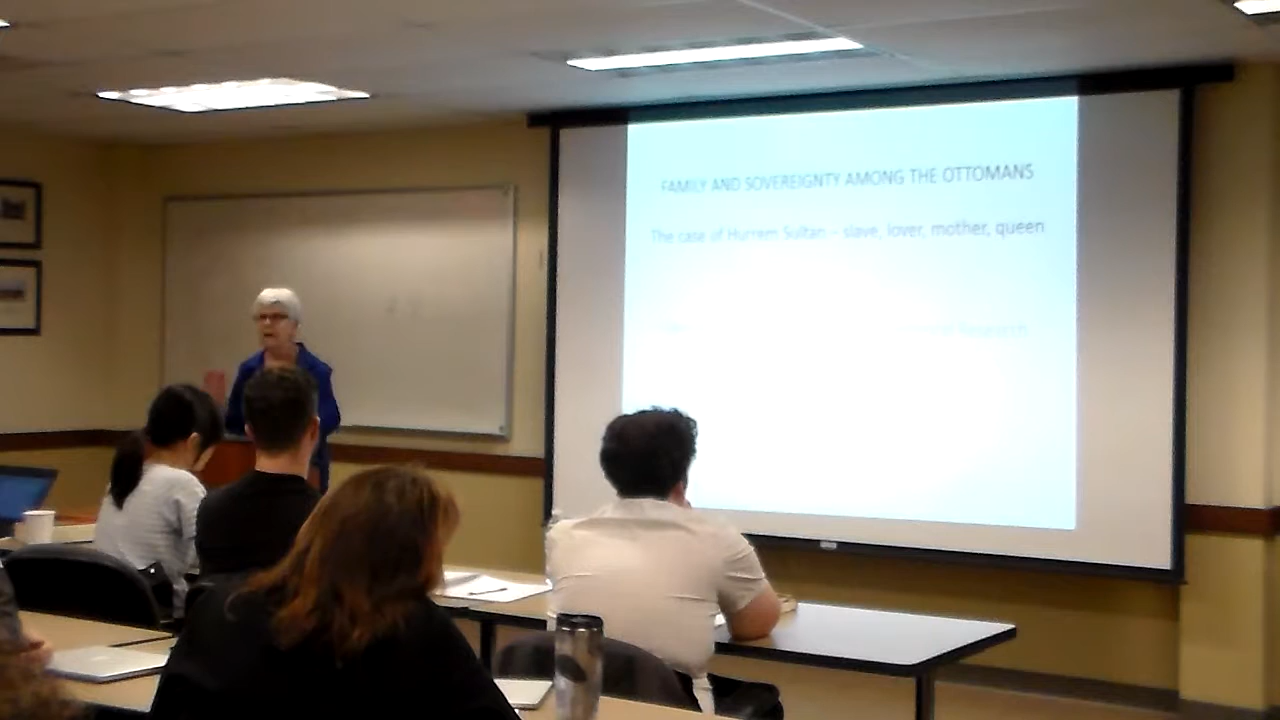 FAMILY AND SOVEREIGNTY AMONG THE OTTOMANS
The case of Hurrem Sultan – slave, lover, mother, queen